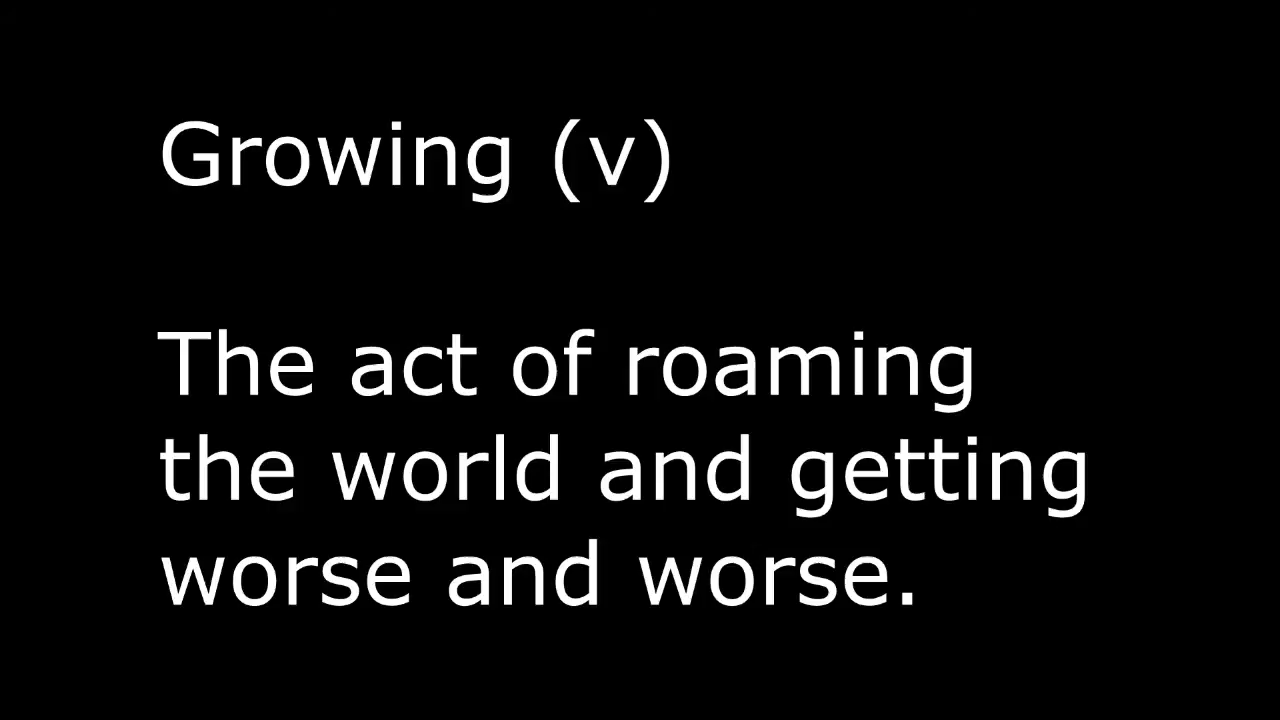 Growing (v)
The act of roaming
the world and getting
worse and worse.